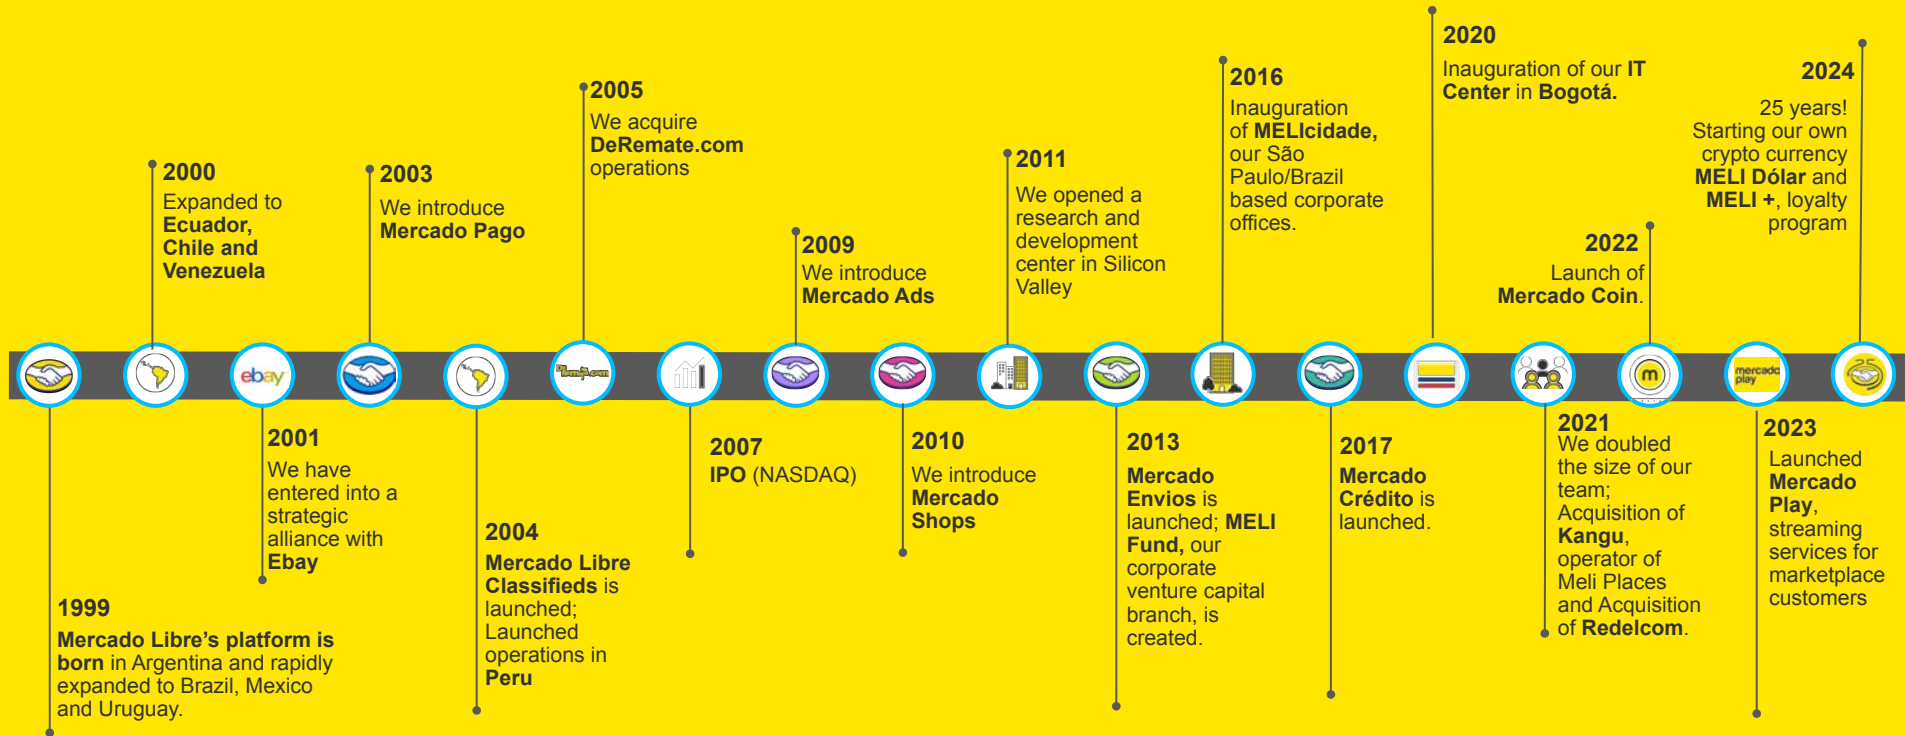 1999
Mercado Libre's platform is
born in Argentina and rapidly
expanded to Brazil, Mexico
and Uruguay.
2000
Expanded to
Ecuador,
Chile and
Venezuela
ebay
2001
We have
entered into a
strategic
alliance with
Ebay
2003
We introduce
Mercado Pago
2004
Mercado Libre
Classifieds is
launched;
Launched
operations in
Peru
2005
We acquire
DeRemate.com
operations
DeRemate.com
2007
IPO (NASDAQ)
2009
We introduce
Mercado Ads
2010
We introduce
Mercado
Shops
2011
We opened a
research and
development
center in Silicon
Valley
2013
Mercado
Envios is
launched; MELI
Fund, our
corporate
venture capital
branch, is
created.
2016
Inauguration
of MELIcidade,
our São
Paulo/Brazil
based corporate
offices.
2017
Mercado
Crédito is
launched.
2020
Inauguration of our IT
Center in Bogotá.
2021
We doubled
the size of our
team;
Acquisition of
Kangu,
operator of
Meli Places
and Acquisition
of Redelcom.
2022
Launch of
Mercado Coin.
m
2023
Launched
Mercado
Play,
streaming
services for
marketplace
customers
mercado
play
2024
25 years!
Starting our own
crypto currency
MELI Dólar and
MELI +, loyalty
program
25